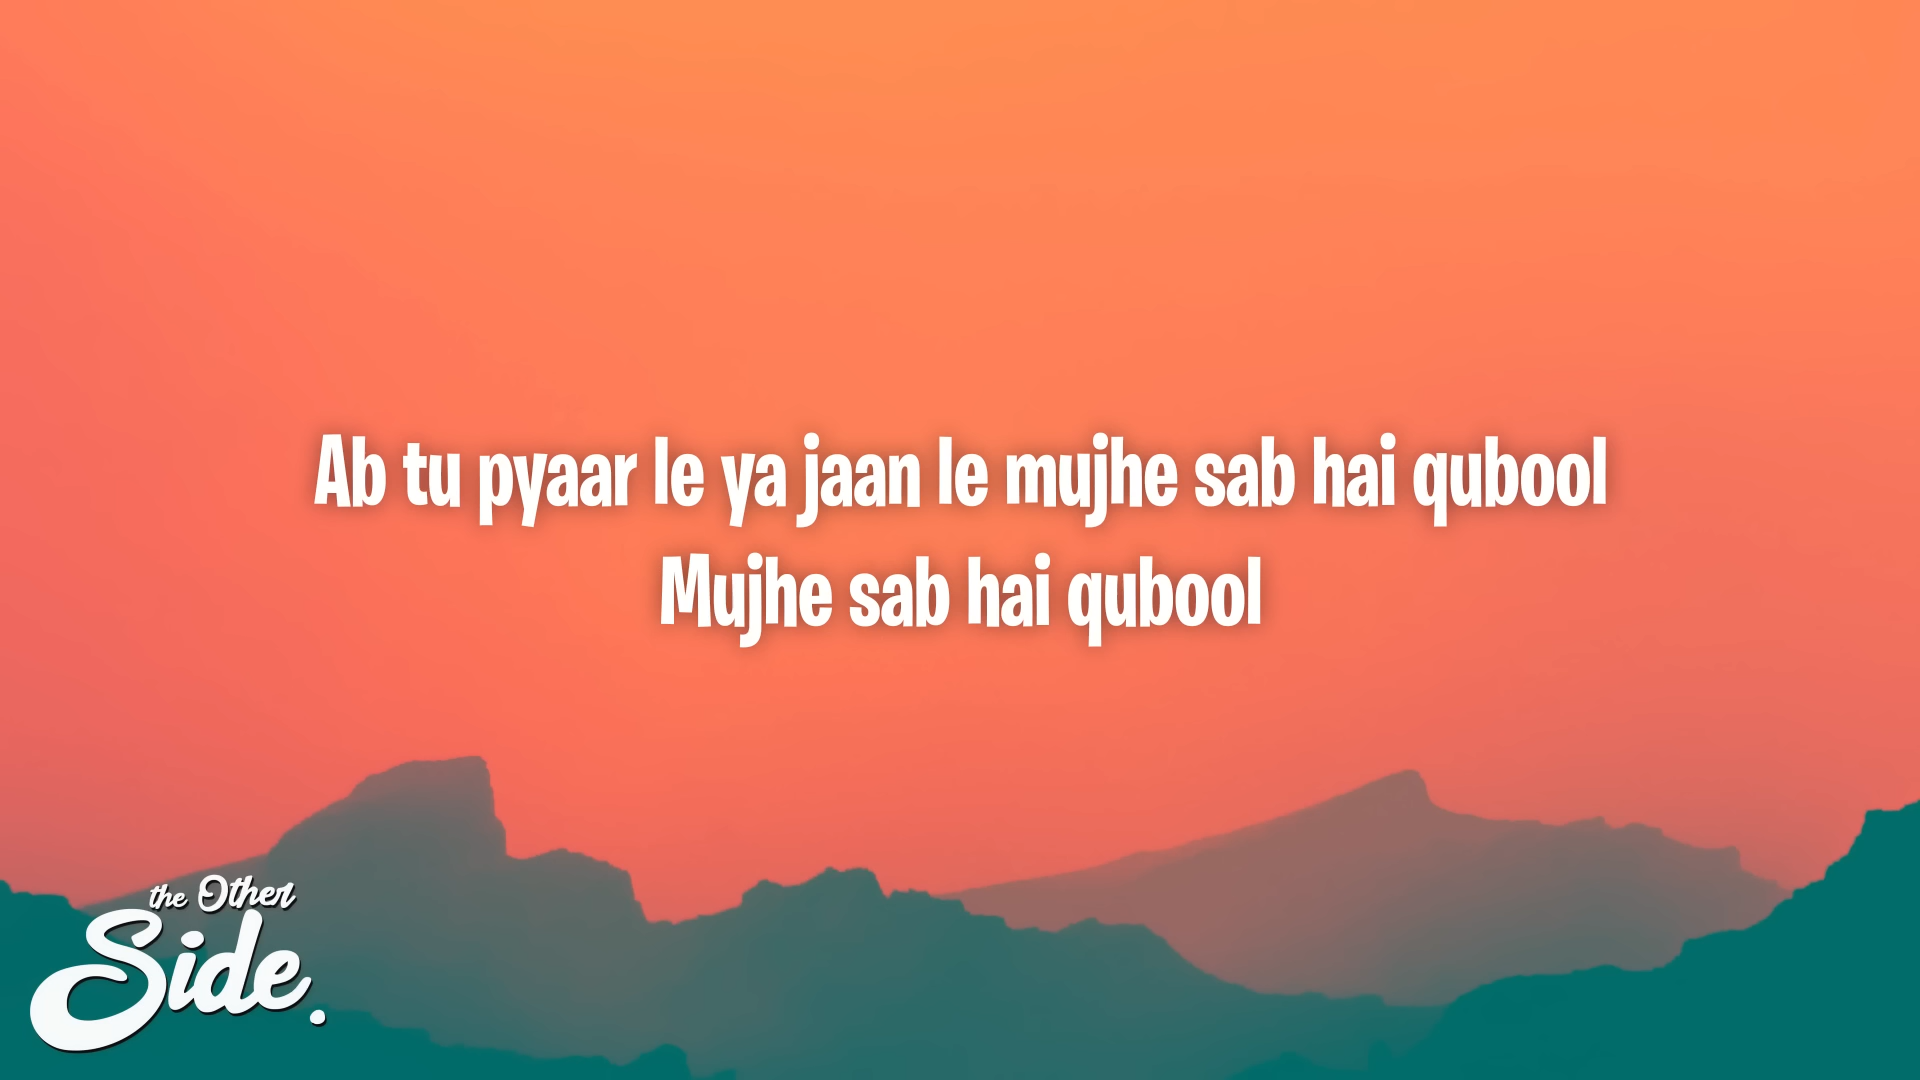 Ab tu pyaar le ya jaan le mujhe sab hai qubool
Mujhe sab hai qubool
the Other
Side.